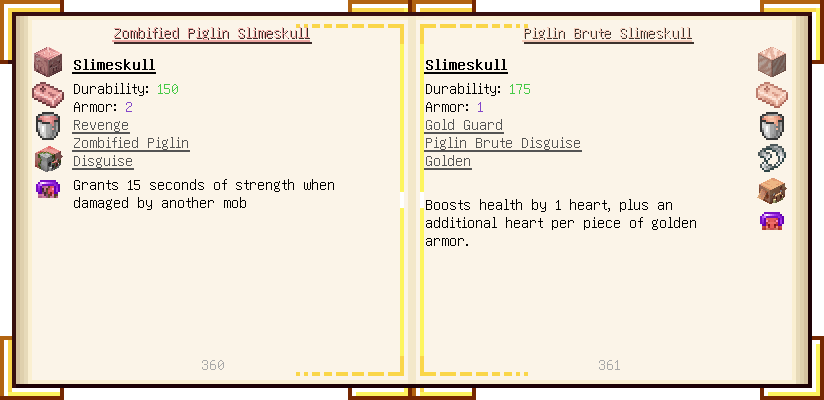 Zombified Piglin Slimeskull
Slimeskull
Durability: 150
Armor: 2
Revenge
Zombified Piglin
Disguise
Grants 15 seconds of strength when
damaged by another mob
360
Piglin Brute Slimeskull
Slimeskull
Durability: 175
Armor: 1
Gold Guard
Piglin Brute Disguise
Golden
Boosts health by 1 heart, plus an
additional heart per piece of golden
armor.
361